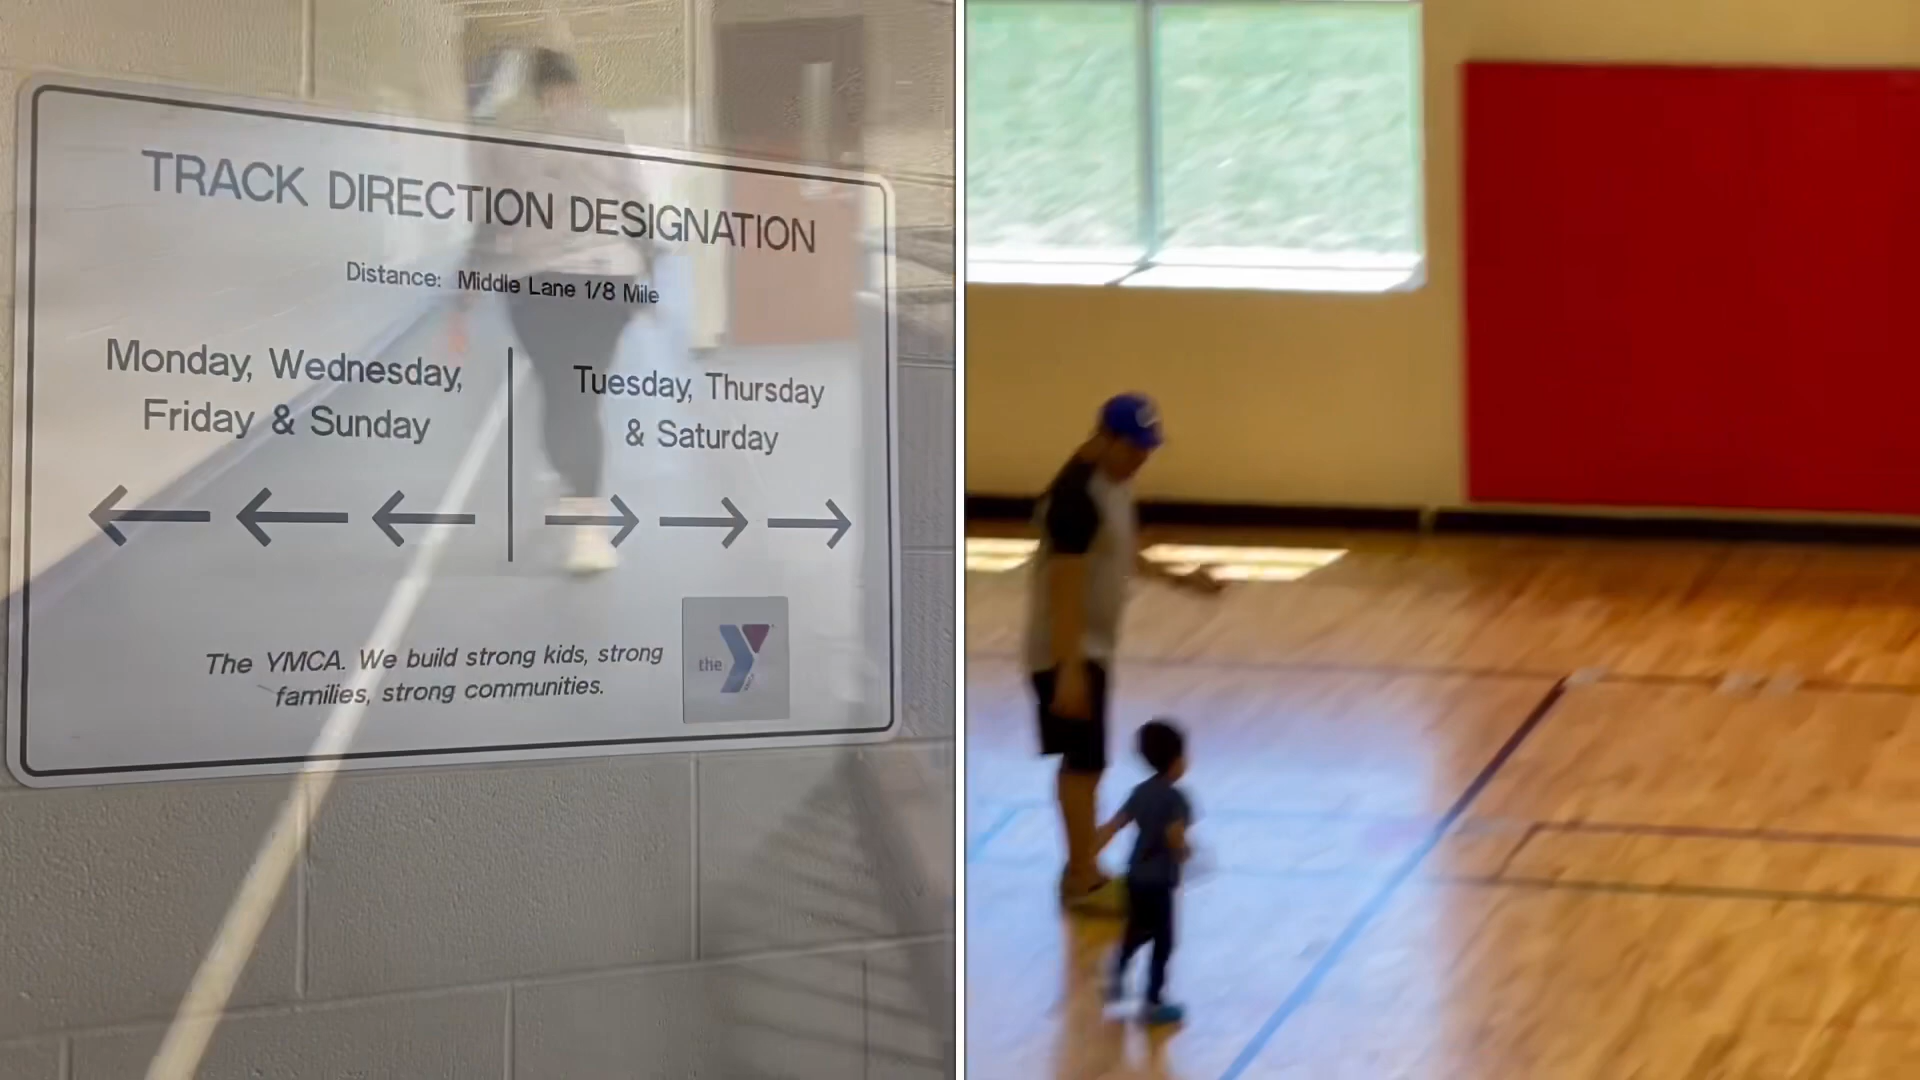 TRACK DIRECTION DESIGNATION
Distance: Middle Lane 1/8 Mile
Monday, Wednesday,
Friday & Sunday
Tuesday, Thursday
& Saturday
The YMCA. We build strong kids, strong
families, strong communities.
the Y